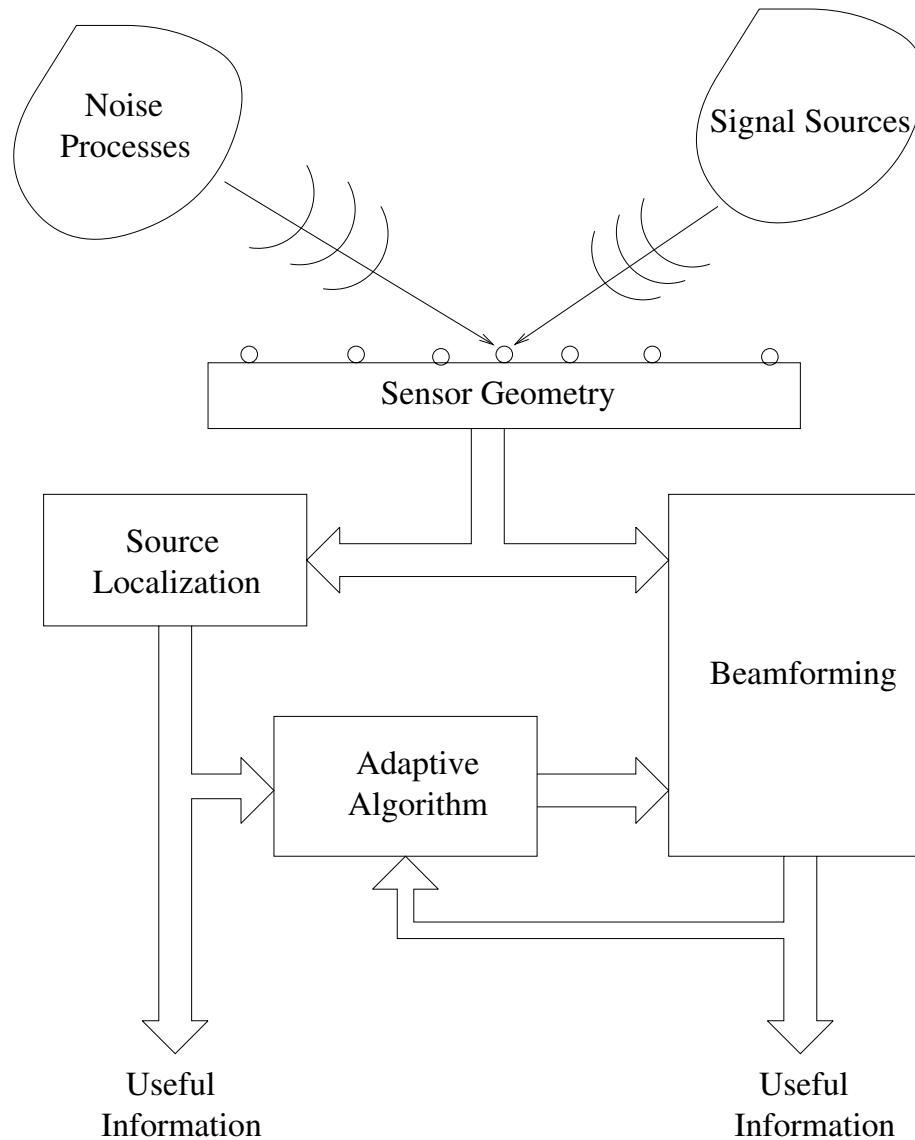 Noise
Processes
Signal Sources
Sensor Geometry
Source
Localization
Beamforming
Adaptive
Algorithm
Useful
Information
Useful
Information